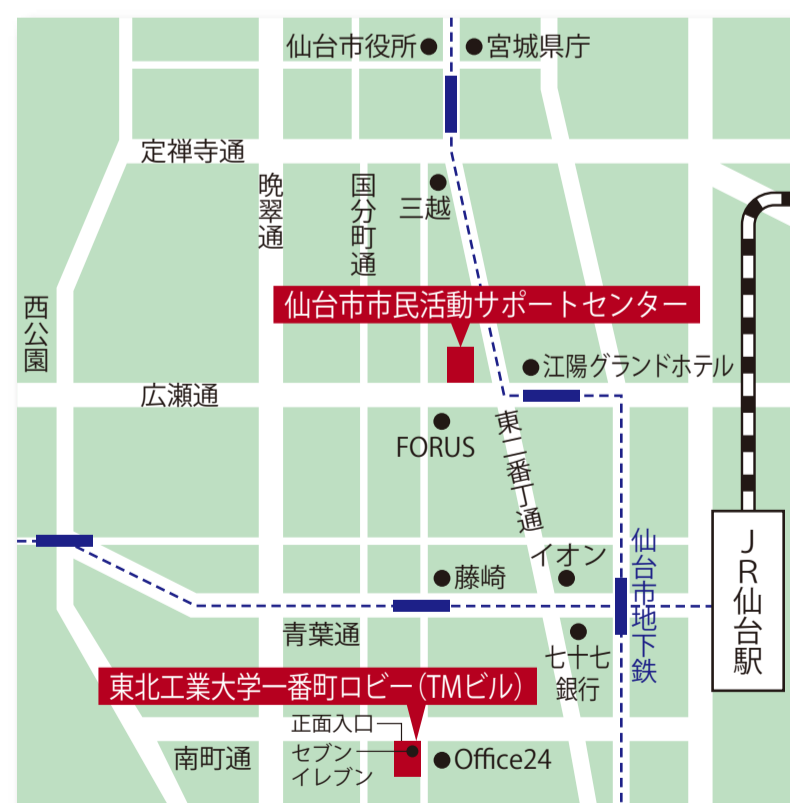 仙台市役所
宮城県庁
定禅寺通
晩翠通
国分町通
三越
仙台市市民活動サポートセンター
西公園
江陽グランドホテル
広瀬通
FORUS
東二番丁通
仙台市地下鉄
JR仙台駅
イオン
藤崎
青葉通
七十七
銀行
東北工業大学一番町ロビー(TMビル)
正面入口
セブン
イレブン
南町通
Office24